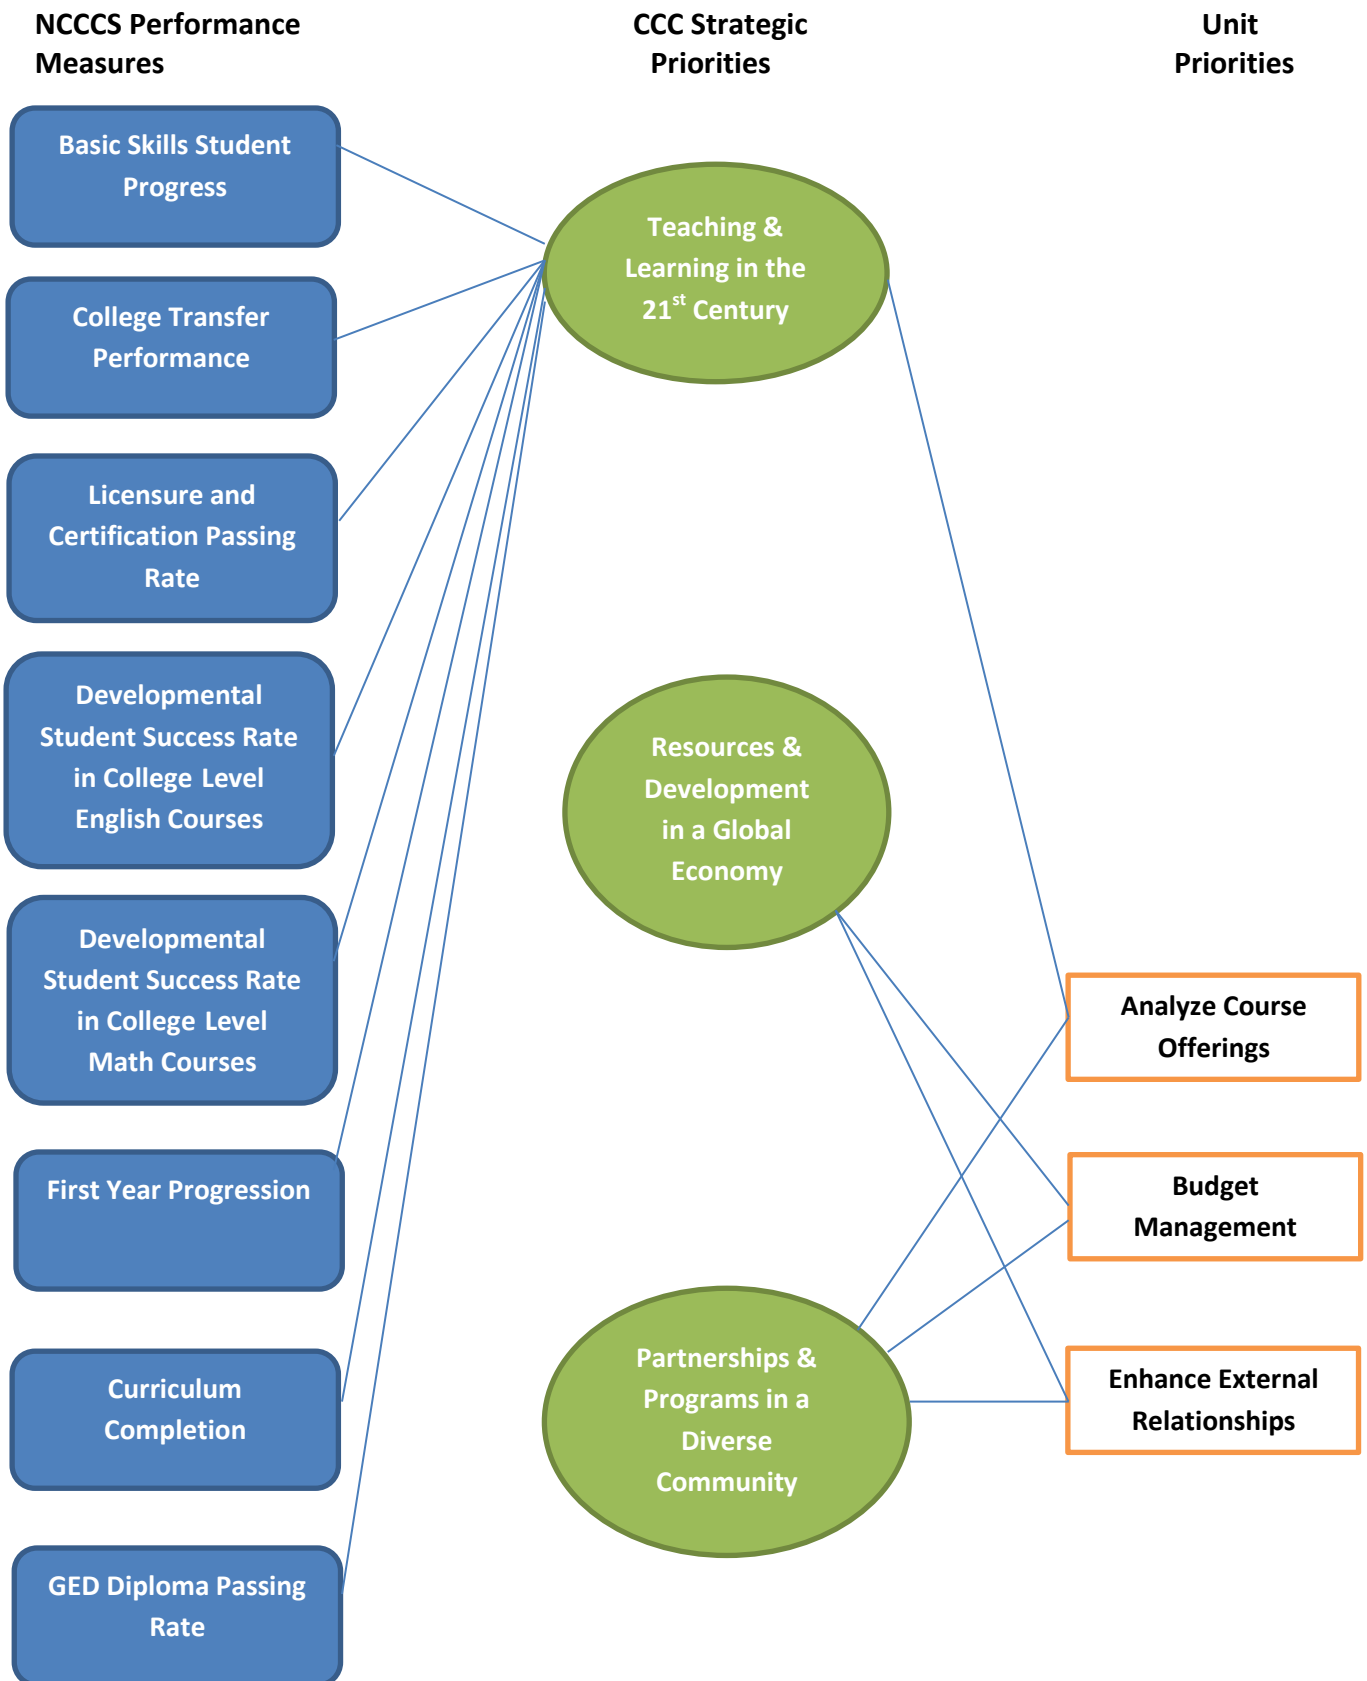 NCCCS Performance
Measures
CCC Strategic
Priorities
Unit
Priorities
Basic Skills Student
Progress
College Transfer
Performance
Licensure and
Certification Passing
Rate
Developmental
Student Success Rate
in College Level
English Courses
Developmental
Student Success Rate
in College Level
Math Courses
First Year Progression
Curriculum
Completion
GED Diploma Passing
Rate
Teaching &
Learning in the
21st Century
Resources &
Development
in a Global
Economy
Partnerships &
Programs in a
Diverse
Community
Analyze Course
Offerings
Budget
Management
Enhance External
Relationships